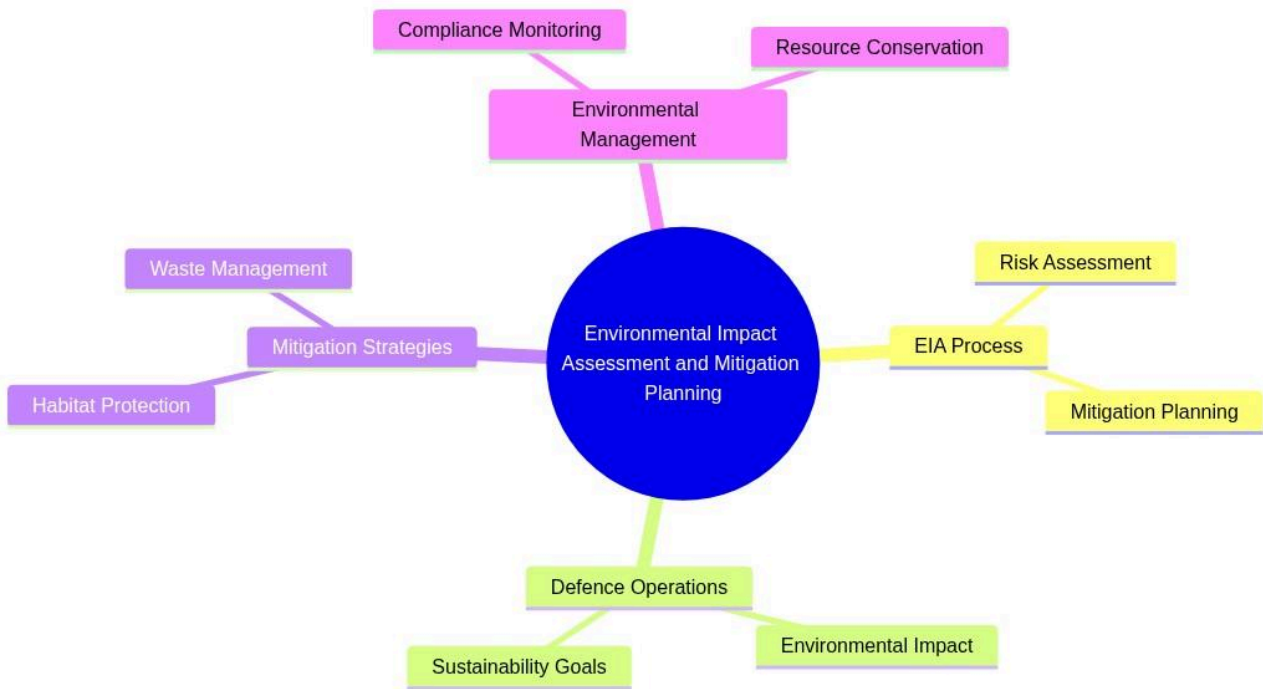 Compliance Monitoring
Resource Conservation
Environmental
Management
Waste Management
Mitigation Strategies
Habitat Protection
Environmental Impact
Assessment and Mitigation
Planning
Risk Assessment
EIA Process
Mitigation Planning
Defence Operations
Sustainability Goals
Environmental Impact